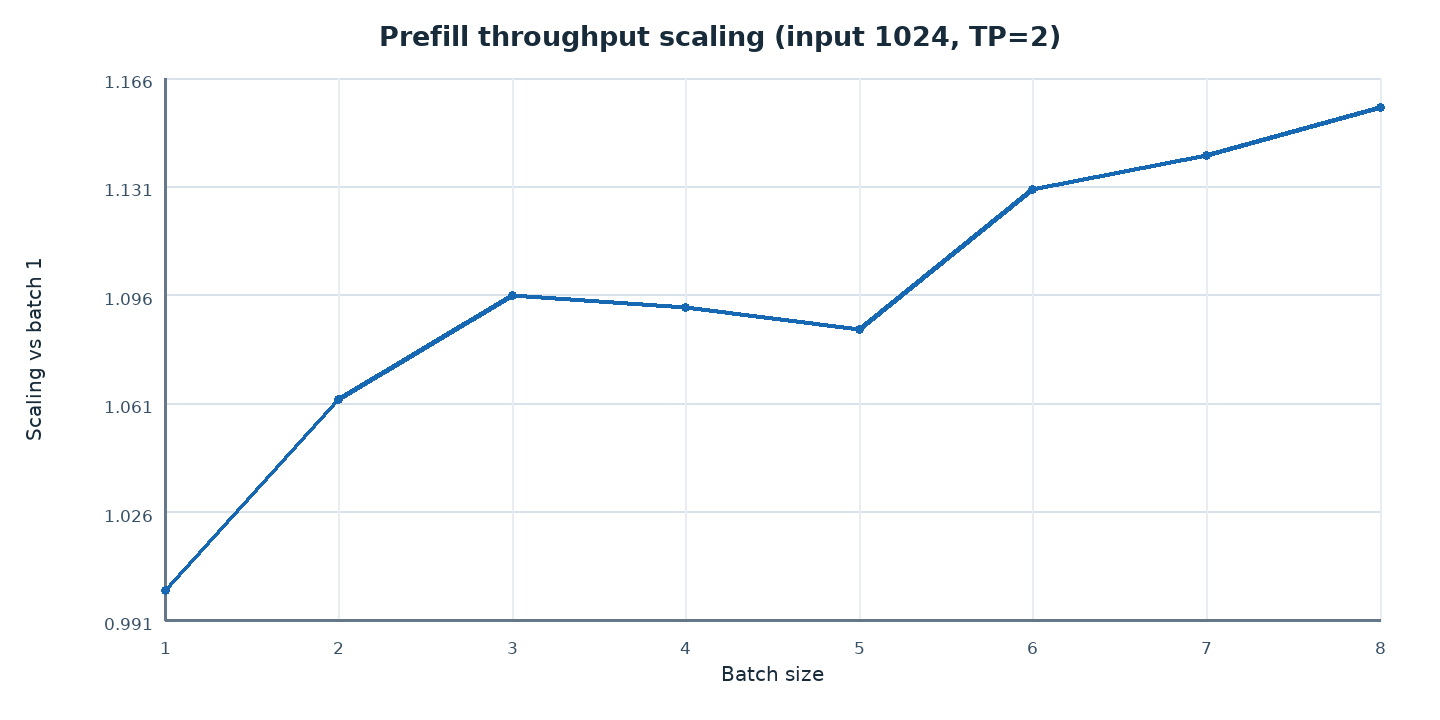 Prefill throughput scaling (input 1024, TP=2)
Scaling vs batch 1
1.166
1.131
1.096
1.061
1.026
0.991
1 2 3 4 5 6 7 8
Batch size